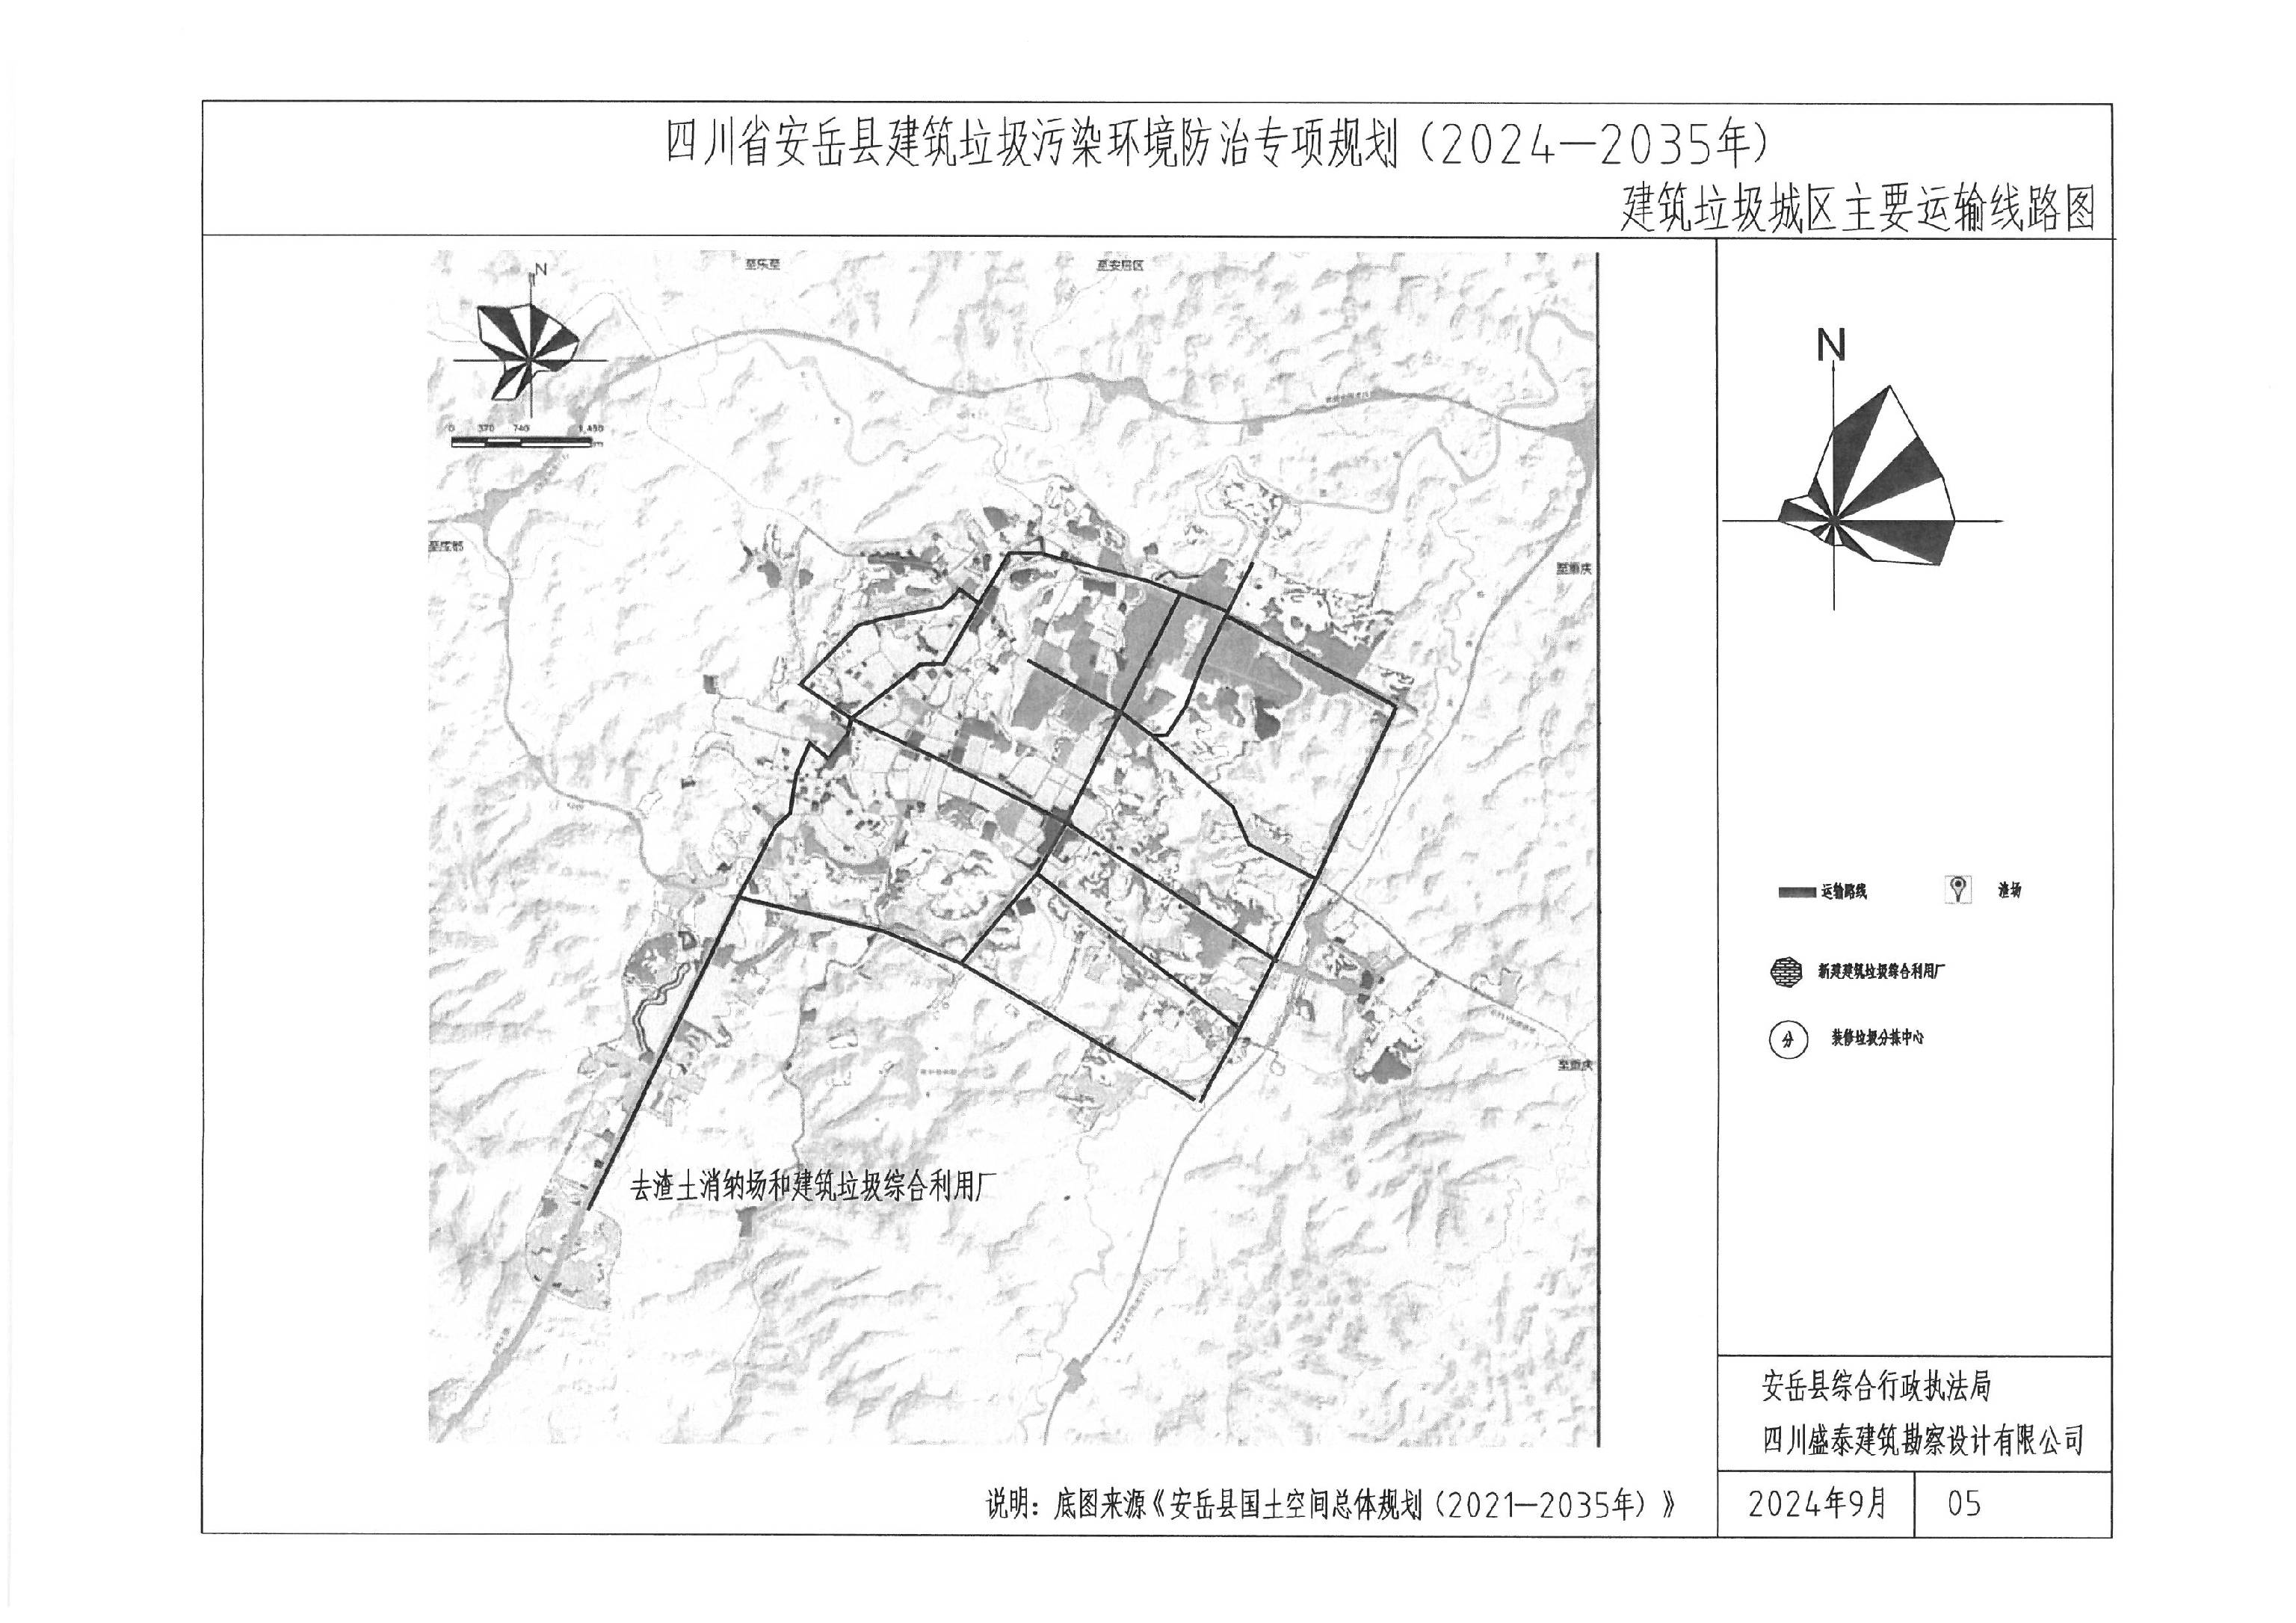 四川省安岳县建筑垃圾污染环境防治专项规划（2024—2035年）
建筑垃圾城区主要运输线路图
至乐至
至安居区
N
0 370 740 1,480
至成都
至重庆
至重庆
去渣土消纳场和建筑垃圾综合利用厂
N
运输路线
渣场
新建建筑垃圾综合利用厂
分 装修垃圾分拣中心
安岳县综合行政执法局
四川盛泰建筑勘察设计有限公司
说明：底图来源《安岳县国土空间总体规划（2021—2035年）》
2024年9月 05